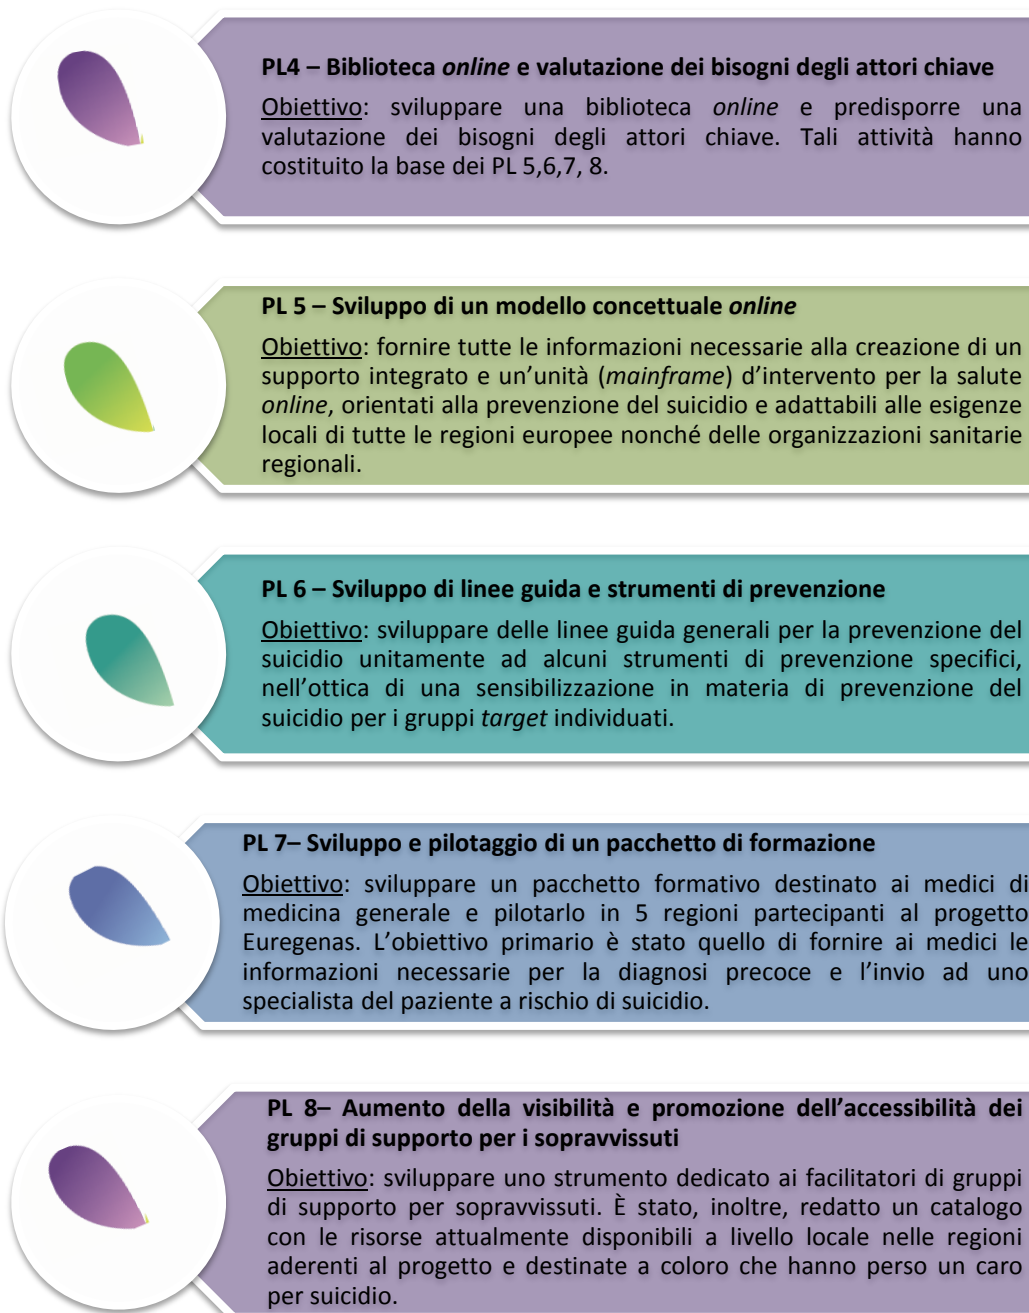 PL4 – Biblioteca online e valutazione dei bisogni degli attori chiave
Obiettivo: sviluppare una biblioteca online e predisporre una
valutazione dei bisogni degli attori chiave. Tali attività hanno
costituito la base dei PL 5,6,7, 8.
PL 5 – Sviluppo di un modello concettuale online
Obiettivo: fornire tutte le informazioni necessarie alla creazione di un
supporto integrato e un’unità (mainframe) d’intervento per la salute
online, orientati alla prevenzione del suicidio e adattabili alle esigenze
locali di tutte le regioni europee nonché delle organizzazioni sanitarie
regionali.
PL 6 – Sviluppo di linee guida e strumenti di prevenzione
Obiettivo: sviluppare delle linee guida generali per la prevenzione del
suicidio unitamente ad alcuni strumenti di prevenzione specifici,
nell’ottica di una sensibilizzazione in materia di prevenzione del
suicidio per i gruppi target individuati.
PL 7– Sviluppo e pilotaggio di un pacchetto di formazione
Obiettivo: sviluppare un pacchetto formativo destinato ai medici di
medicina generale e pilotarlo in 5 regioni partecipanti al progetto
Euregenas. L’obiettivo primario è stato quello di fornire ai medici le
informazioni necessarie per la diagnosi precoce e l’invio ad uno
specialista del paziente a rischio di suicidio.
PL 8– Aumento della visibilità e promozione dell’accessibilità dei
gruppi di supporto per i sopravvissuti
Obiettivo: sviluppare uno strumento dedicato ai facilitatori di gruppi
di supporto per sopravvissuti. È stato, inoltre, redatto un catalogo
con le risorse attualmente disponibili a livello locale nelle regioni
aderenti al progetto e destinate a coloro che hanno perso un caro
per suicidio.